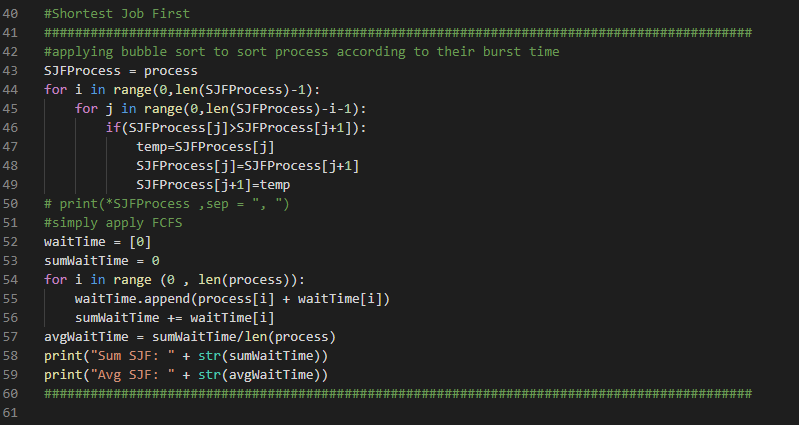 40 #Shortest Job First
41 ############################################################################################
42 #applying bubble sort to sort process according to their burst time
43 SJFProcess = process
44 for i in range(0,len(SJFProcess)-1):
45     for j in range(0,len(SJFProcess)-i-1):
46         if(SJFProcess[j]>SJFProcess[j+1]):
47             temp=SJFProcess[j]
48             SJFProcess[j]=SJFProcess[j+1]
49             SJFProcess[j+1]=temp
50 # print(*SJFProcess ,sep = ", ")
51 #simply apply FCFS
52 waitTime = [0]
53 sumWaitTime = 0
54 for i in range (0 , len(process)):
55     waitTime.append(process[i] + waitTime[i])
56     sumWaitTime += waitTime[i]
57 avgWaitTime = sumWaitTime/len(process)
58 print("Sum SJF: " + str(sumWaitTime))
59 print("Avg SJF: " + str(avgWaitTime))
60 ############################################################################################
61